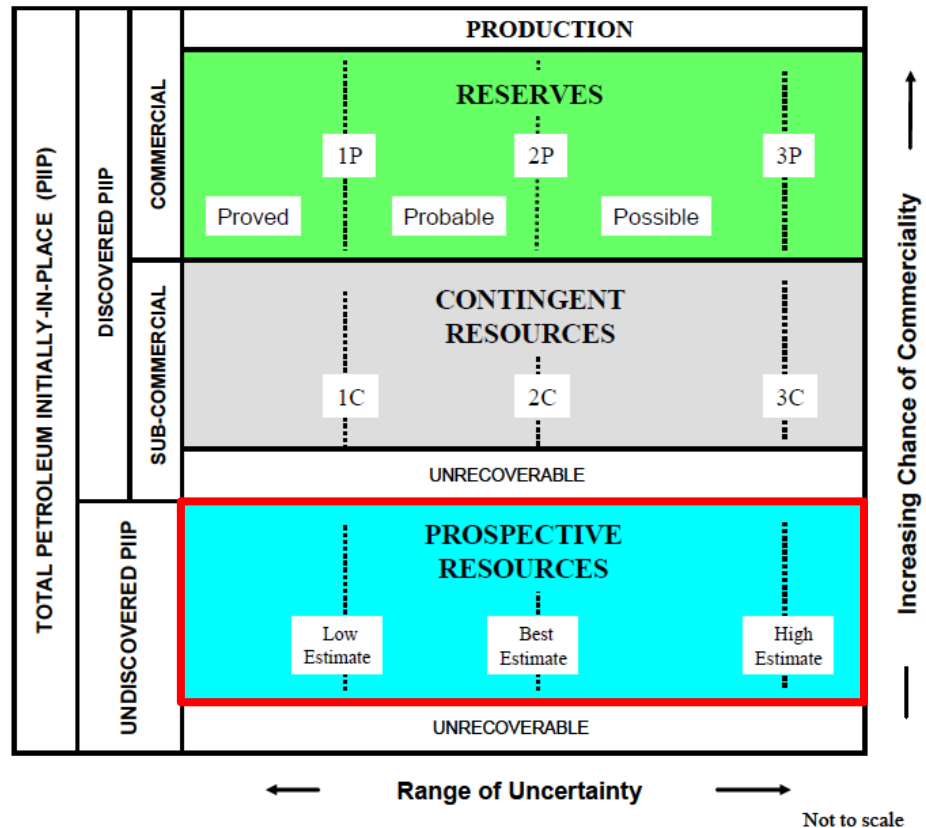 TOTAL PETROLEUM INITIALLY-IN-PLACE (PIIP)
DISCOVERED PIIP
UNDISCOVERED PIIP
COMMERCIAL
SUB-COMMERCIAL
PRODUCTION
RESERVES
1P
2P
3P
Proved
Probable
Possible
CONTINGENT
RESOURCES
1C
2C
3C
UNRECOVERABLE
PROSPECTIVE
RESOURCES
Low
Estimate
Best
Estimate
High
Estimate
UNRECOVERABLE
Increasing Chance of Commerciality
Range of Uncertainty
Not to scale